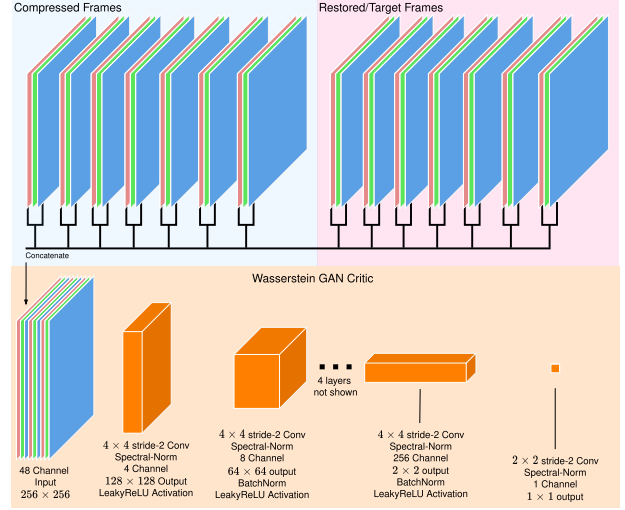 Compressed Frames
Restored/Target Frames
Concatenate
Wasserstein GAN Critic
48 Channel
Input
256 × 256
4 × 4 stride-2 Conv
Spectral-Norm
4 Channel
128 × 128 Output
LeakyReLU Activation
4 × 4 stride-2 Conv
Spectral-Norm
8 Channel
64 × 64 output
BatchNorm
LeakyReLU Activation
4 layers
not shown
4 × 4 stride-2 Conv
Spectral-Norm
256 Channel
2 × 2 output
BatchNorm
LeakyReLU Activation
2 × 2 stride-2 Conv
Spectral-Norm
1 Channel
1 × 1 output